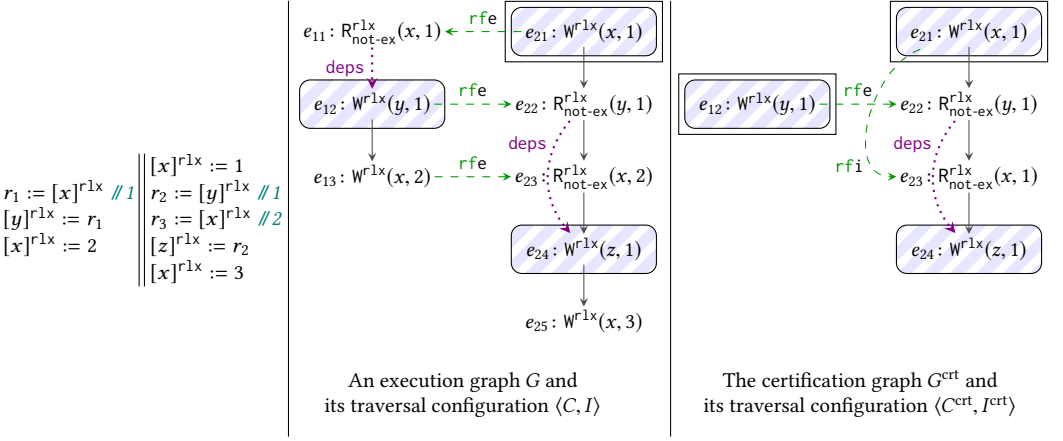 r₁ := [x]^rlx // 1
[y]^rlx := r₁
[x]^rlx := 2
[x]^rlx := 1
r₂ := [y]^rlx // 1
r₃ := [x]^rlx // 2
[z]^rlx := r₂
[x]^rlx := 3
e₁₁ : R^rlx_not-ex(x, 1)
rfe
e₂₁ : W^rlx(x, 1)
deps
e₁₂ : W^rlx(y, 1)
rfe
e₂₂ : R^rlx_not-ex(y, 1)
deps
e₁₃ : W^rlx(x, 2)
rfe
e₂₃ : R^rlx_not-ex(x, 2)
e₂₄ : W^rlx(z, 1)
e₂₅ : W^rlx(x, 3)
An execution graph G and
its traversal configuration ⟨C, I⟩
e₂₁ : W^rlx(x, 1)
e₁₂ : W^rlx(y, 1)
rfe
e₂₂ : R^rlx_not-ex(y, 1)
deps
rfi
e₂₃ : R^rlx_not-ex(x, 1)
e₂₄ : W^rlx(z, 1)
The certification graph G^crt and
its traversal configuration ⟨C^crt, I^crt⟩